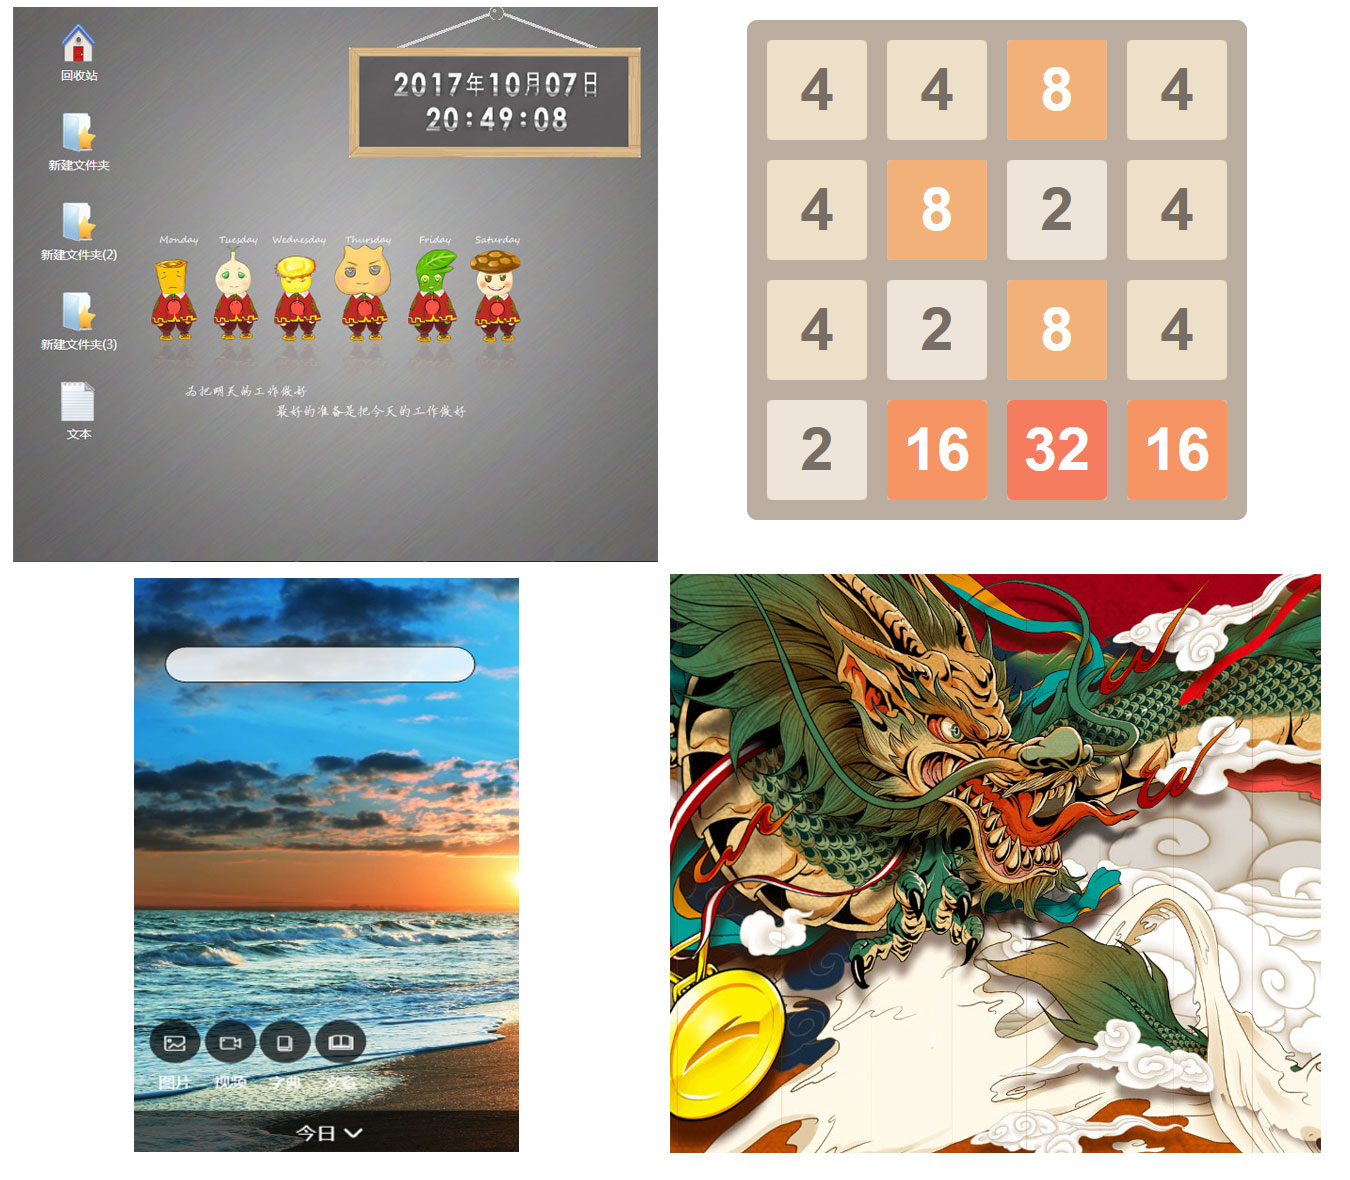 2017年10月07日
20:49:08
回收站
新建文件夹
新建文件夹(2)
新建文件夹(3)
文本
Monday Tuesday Wednesday Thursday Friday Saturday
为把明天的工作做好
最好的准备是把今天的工作做好
4 4 8 4
4 8 2 4
4 2 8 4
2 16 32 16
图片 视频 字典 文章
今日